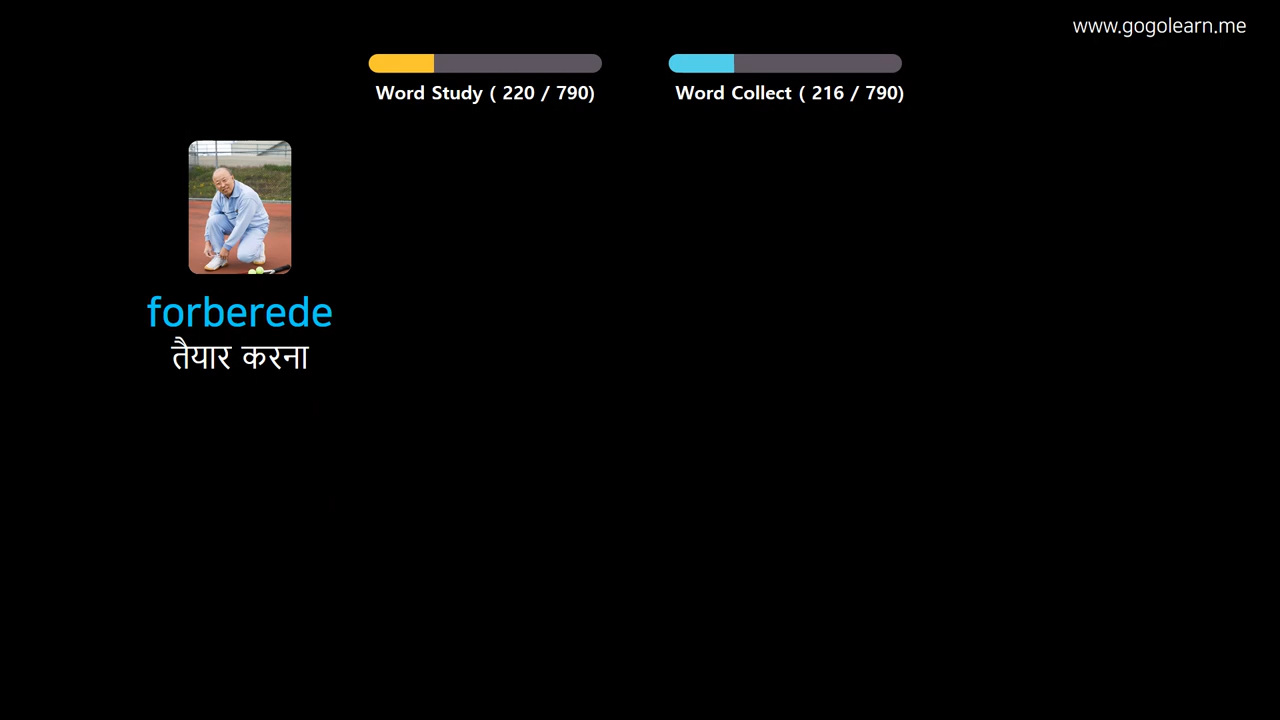 www.gogolearn.me
Word Study ( 220 / 790)
Word Collect ( 216 / 790)
forberede
तैयार करना